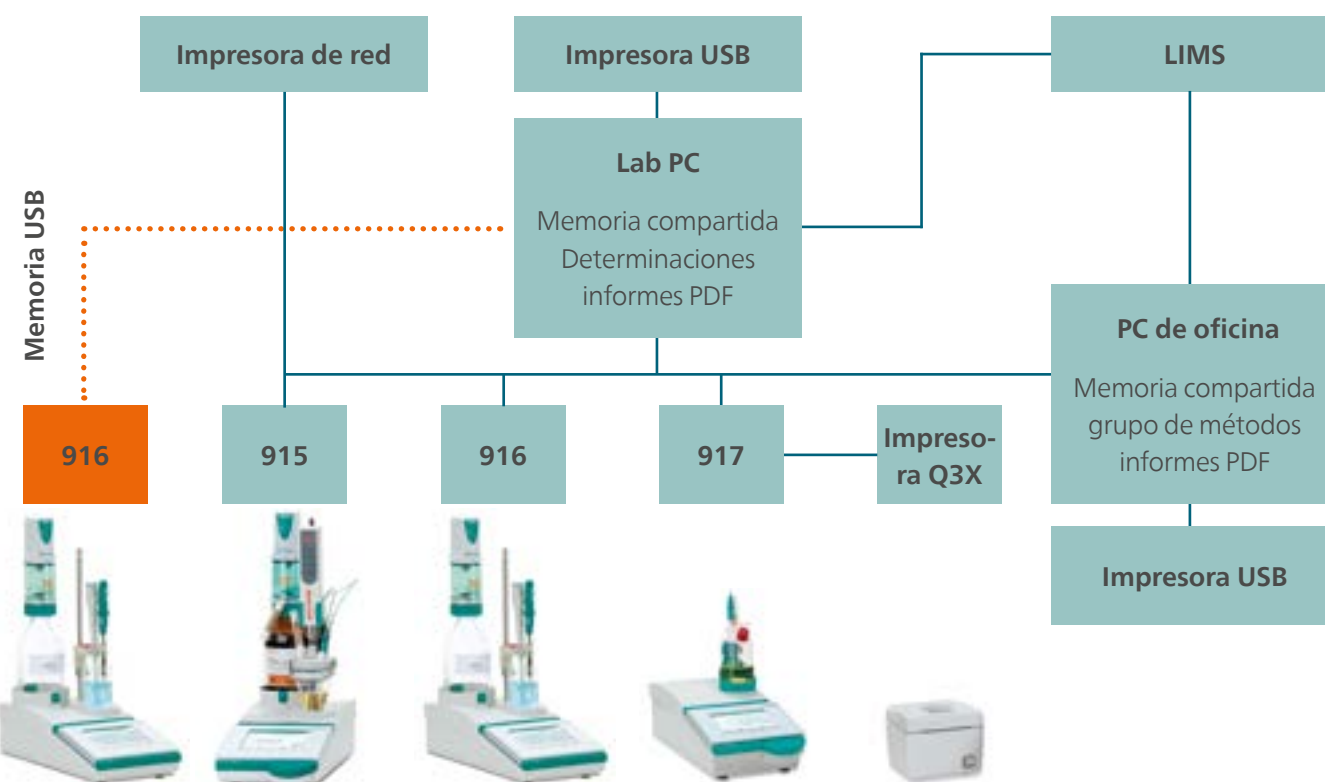 Impresora de red
Impresora USB
LIMS
Lab PC
Memoria compartida
Determinaciones
informes PDF
Memoria USB
PC de oficina
Memoria compartida
grupo de métodos
informes PDF
916
915
916
917
Impreso-
ra Q3X
Impresora USB